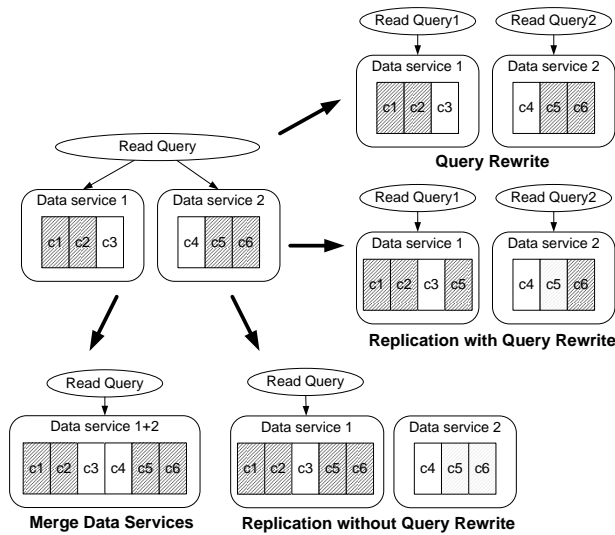 Read Query1 Read Query2
Data service 1 Data service 2
c1 c2 c3 c4 c5 c6
Query Rewrite
Read Query
Data service 1 Data service 2
c1 c2 c3 c4 c5 c6
Read Query1 Read Query2
Data service 1 Data service 2
c1 c2 c3 c5 c4 c5 c6
Replication with Query Rewrite
Read Query
Data service 1+2
c1 c2 c3 c4 c5 c6
Merge Data Services
Read Query
Data service 1 Data service 2
c1 c2 c3 c5 c6 c4 c5 c6
Replication without Query Rewrite